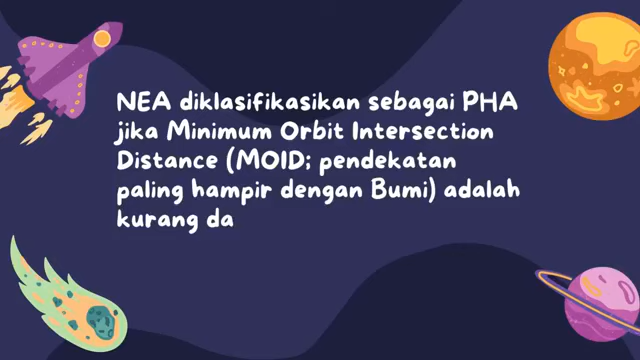 NEA diklasifikasikan sebagai PHA
jika Minimum Orbit Intersection
Distance (MOID; pendekatan
paling hampir dengan Bumi) adalah
kurang da